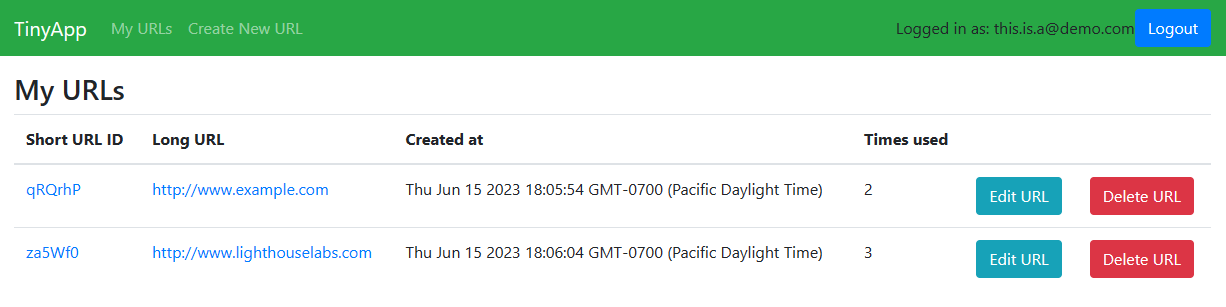 TinyApp My URLs Create New URL Logged in as: this.is.a@demo.com Logout
My URLs
Short URL ID Long URL Created at Times used
qRQrhP http://www.example.com Thu Jun 15 2023 18:05:54 GMT-0700 (Pacific Daylight Time) 2 Edit URL Delete URL
za5Wf0 http://www.lighthouselabs.com Thu Jun 15 2023 18:06:04 GMT-0700 (Pacific Daylight Time) 3 Edit URL Delete URL